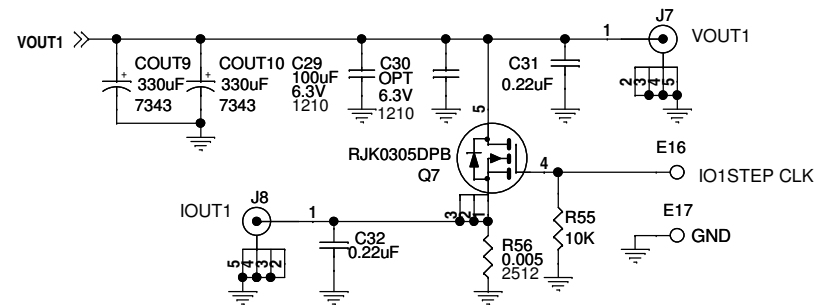 J7
VOUT1
1
VOUT1
COUT9
330uF
7343
COUT10
330uF
7343
C29
100uF
6.3V
1210
C30
OPT
6.3V
1210
C31
0.22uF
2
3
4
5
5
RJK0305DPB
Q7
4
E16
IO1STEP CLK
J8
IOUT1
1
3
2
1
R55
10K
E17
GND
C32
0.22uF
R56
0.005
2512
5
4
3
2